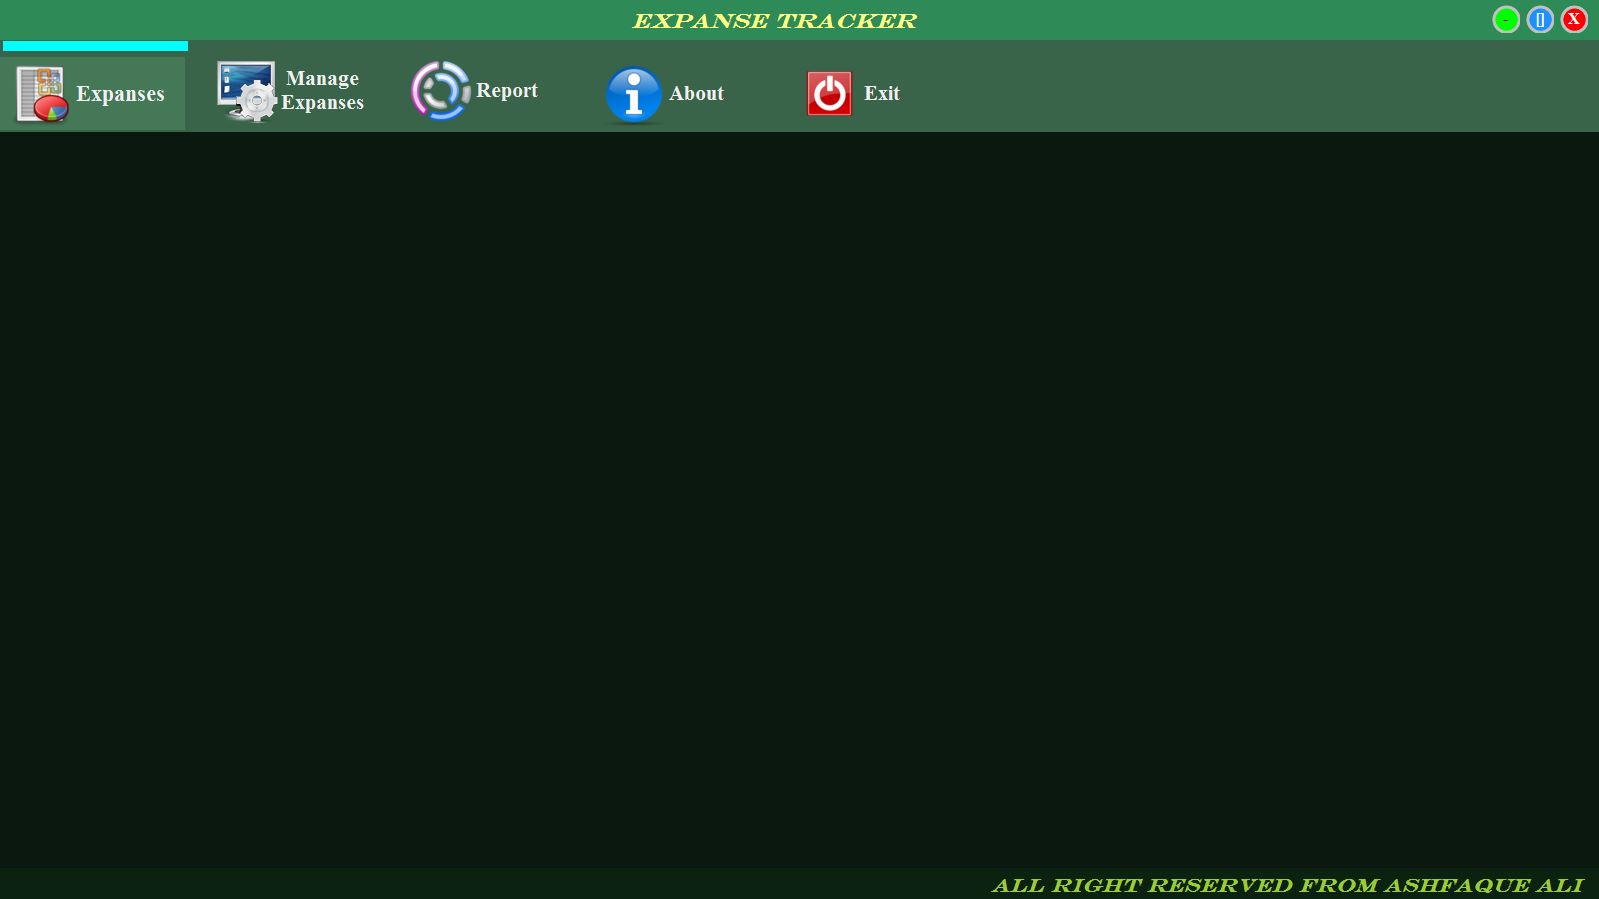 EXPANSE TRACKER
- [] X
Expanses
Manage
Expanses
Report
About
Exit
ALL RIGHT RESERVED FROM ASHFAQUE ALI